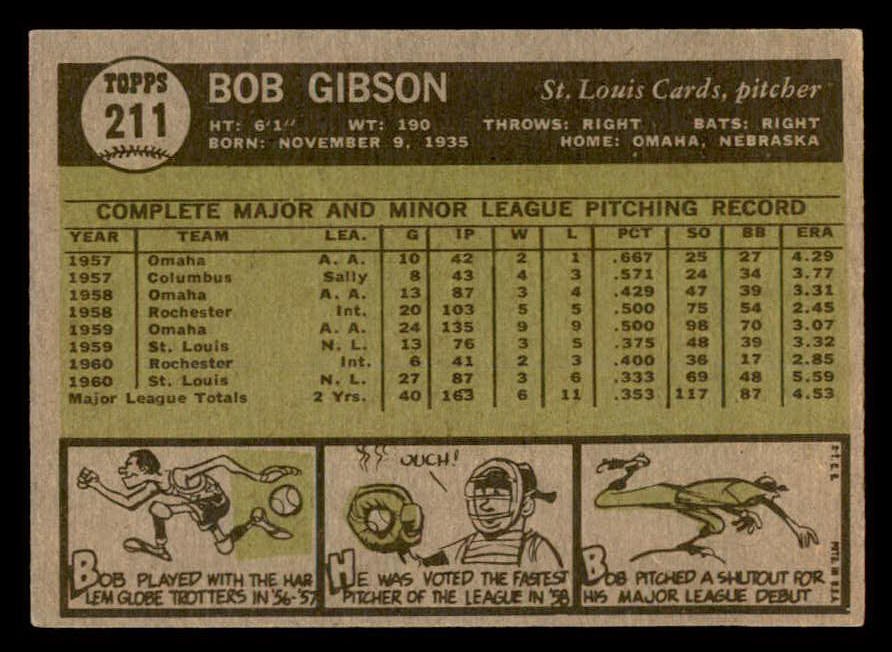 TOPPS
211
BOB GIBSON
St. Louis Cards, pitcher
HT: 6'1" WT: 190 THROWS: RIGHT BATS: RIGHT
BORN: NOVEMBER 9, 1935 HOME: OMAHA, NEBRASKA
COMPLETE MAJOR AND MINOR LEAGUE PITCHING RECORD
YEAR TEAM LEA. G IP W L PCT SO BB ERA
1957 Omaha A. A. 10 42 2 1 .667 25 27 4.29
1957 Columbus Sally 8 43 4 3 .571 24 34 3.77
1958 Omaha A. A. 13 87 3 4 .429 47 39 3.31
1958 Rochester Int. 20 103 5 5 .500 75 54 2.45
1959 Omaha A. A. 24 135 9 9 .500 98 70 3.07
1959 St. Louis N. L. 13 76 3 5 .375 48 39 3.32
1960 Rochester Int. 6 41 2 3 .400 36 17 2.85
1960 St. Louis N. L. 27 87 3 6 .333 69 48 5.59
Major League Totals 2 Yrs. 40 163 6 11 .353 117 87 4.53
BOB PLAYED WITH THE HAR
LEM GLOBE TROTTERS IN '56-'57
OUCH!
HE WAS VOTED THE FASTEST
PITCHER OF THE LEAGUE IN '58
BOB PITCHED A SHUTOUT FOR
HIS MAJOR LEAGUE DEBUT